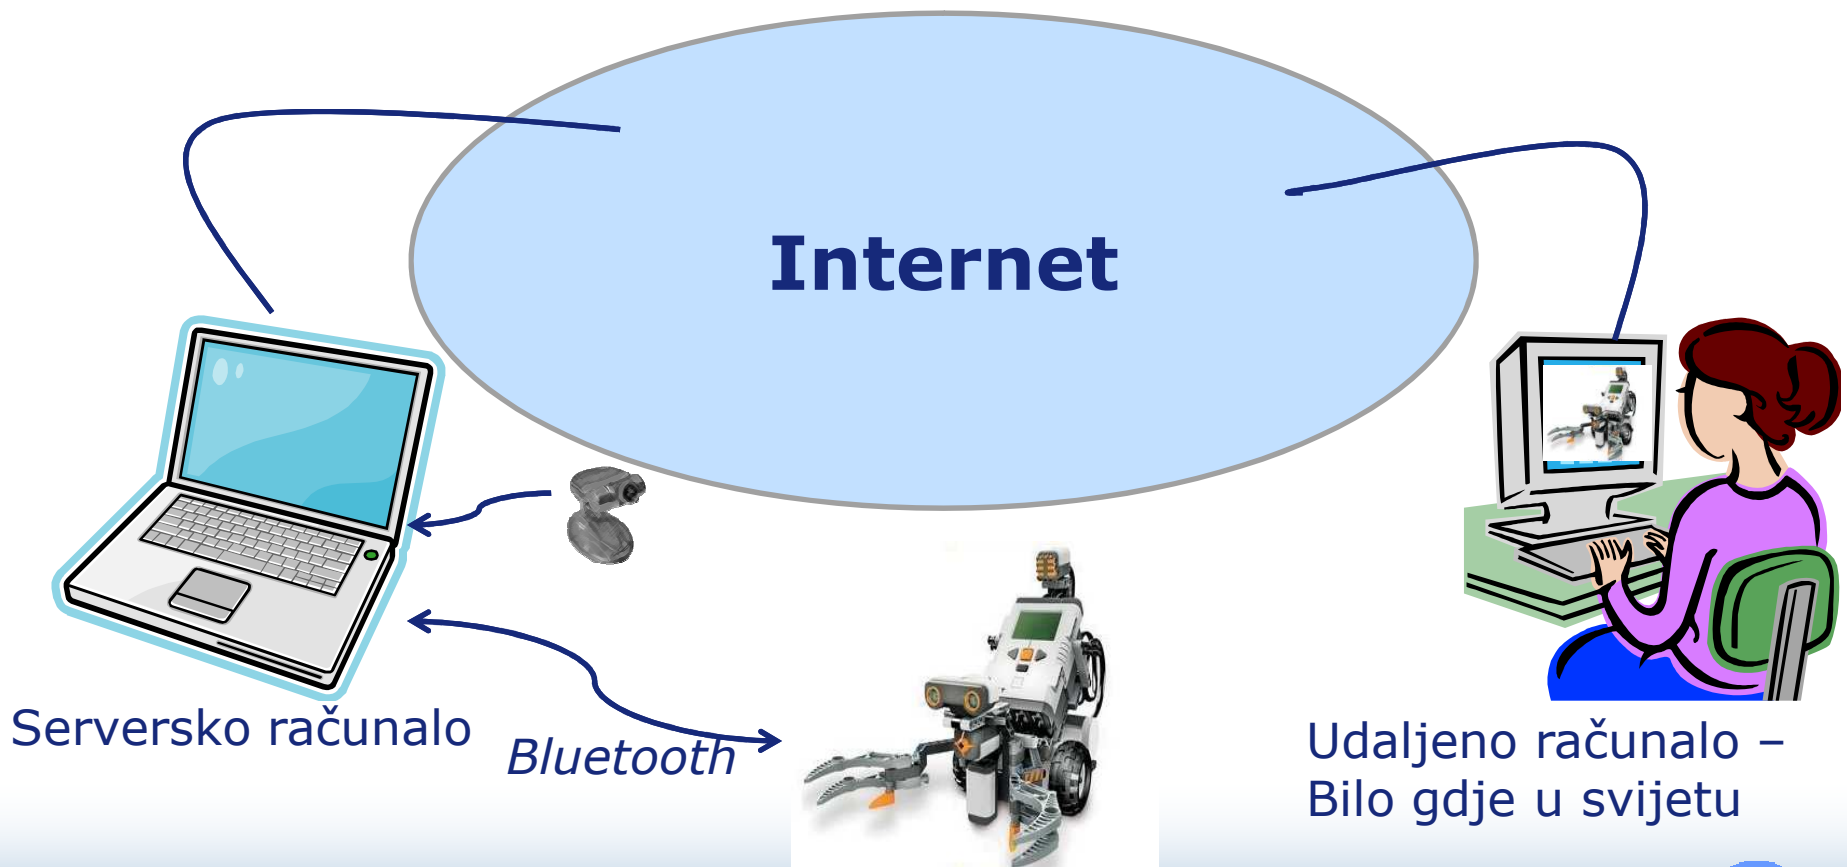 Internet
Serversko računalo
Bluetooth
Udaljeno računalo –
Bilo gdje u svijetu